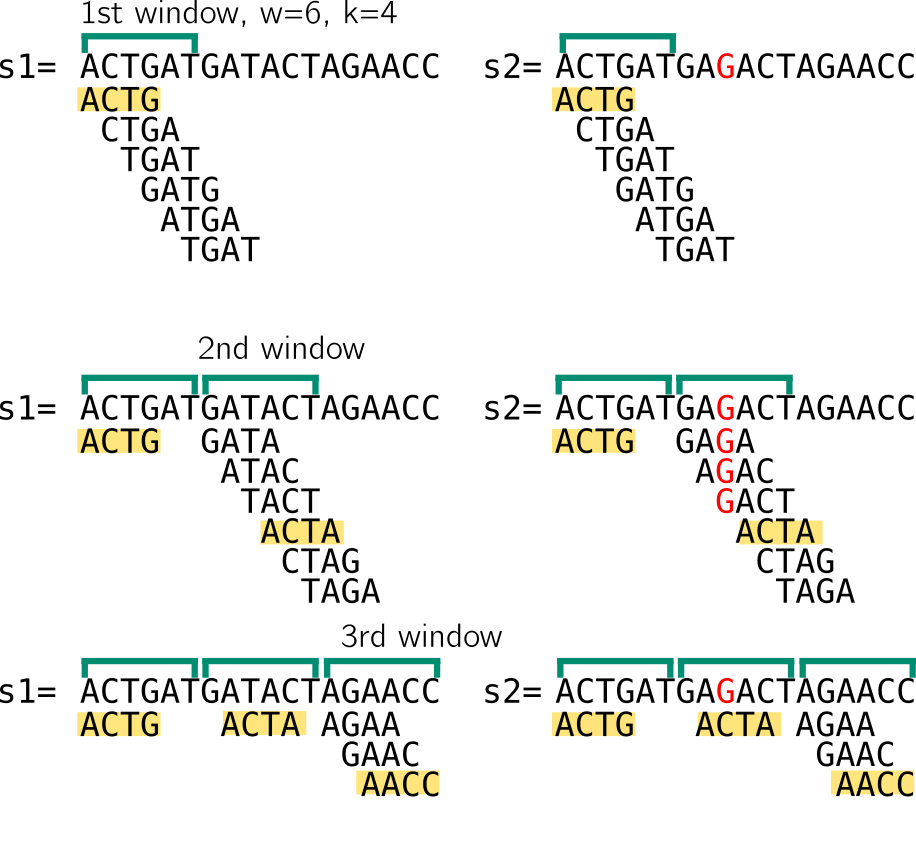 1st window, w=6, k=4
s1= ACTGATGATACTAGAACC s2= ACTGATGAGACTAGAACC
ACTG ACTG
CTGA CTGA
TGAT TGAT
GATG GATG
ATGA ATGA
TGAT TGAT
2nd window
s1= ACTGATGATACTAGAACC s2= ACTGATGAGACTAGAACC
ACTG GATA ACTG GAGA
ATAC AGAC
TACT GACT
ACTA ACTA
CTAG CTAG
TAGA TAGA
3rd window
s1= ACTGATGATACTAGAACC s2= ACTGATGAGACTAGAACC
ACTG ACTA AGAA ACTG ACTA AGAA
GAAC GAAC
AACC AACC